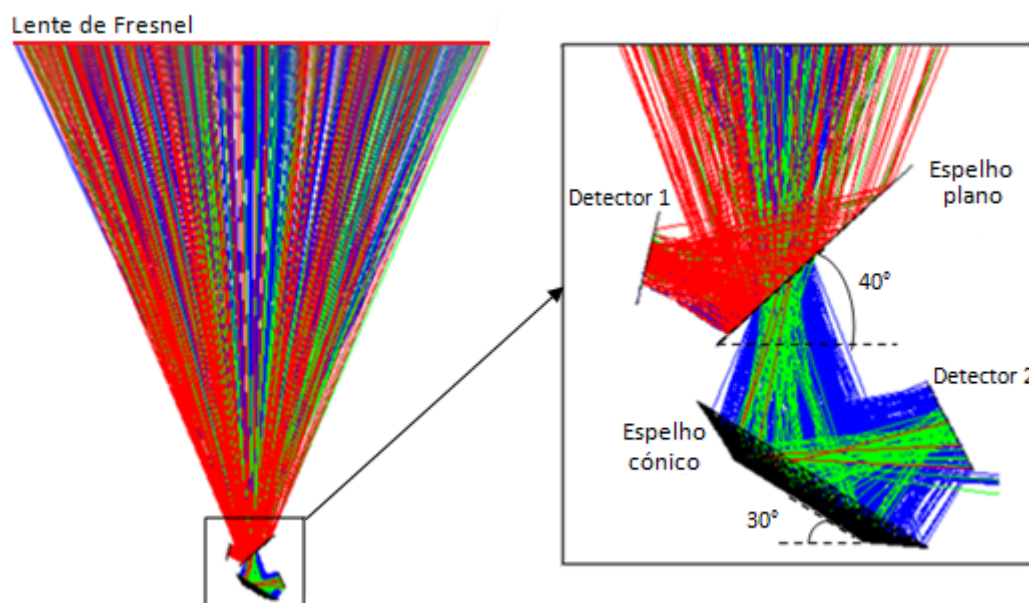 Lente de Fresnel
Detector 1
Espelho
plano
40°
Detector 2
Espelho
cónico
30°